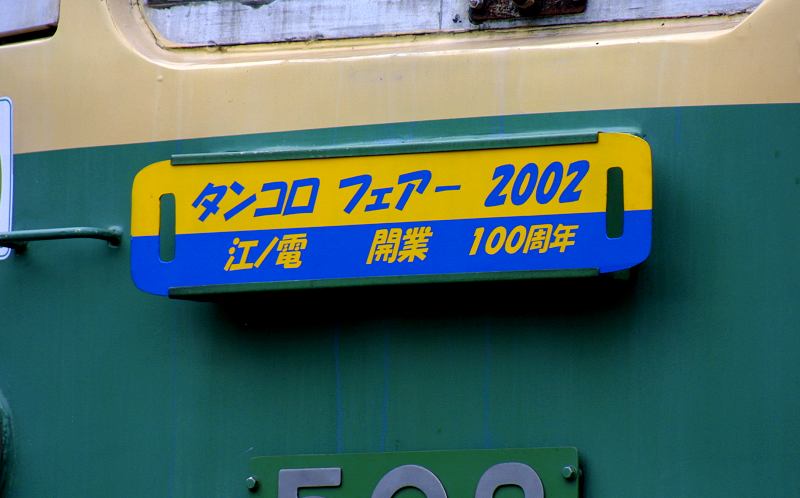 タンコロ フェアー 2002
江ノ電 開業 100周年